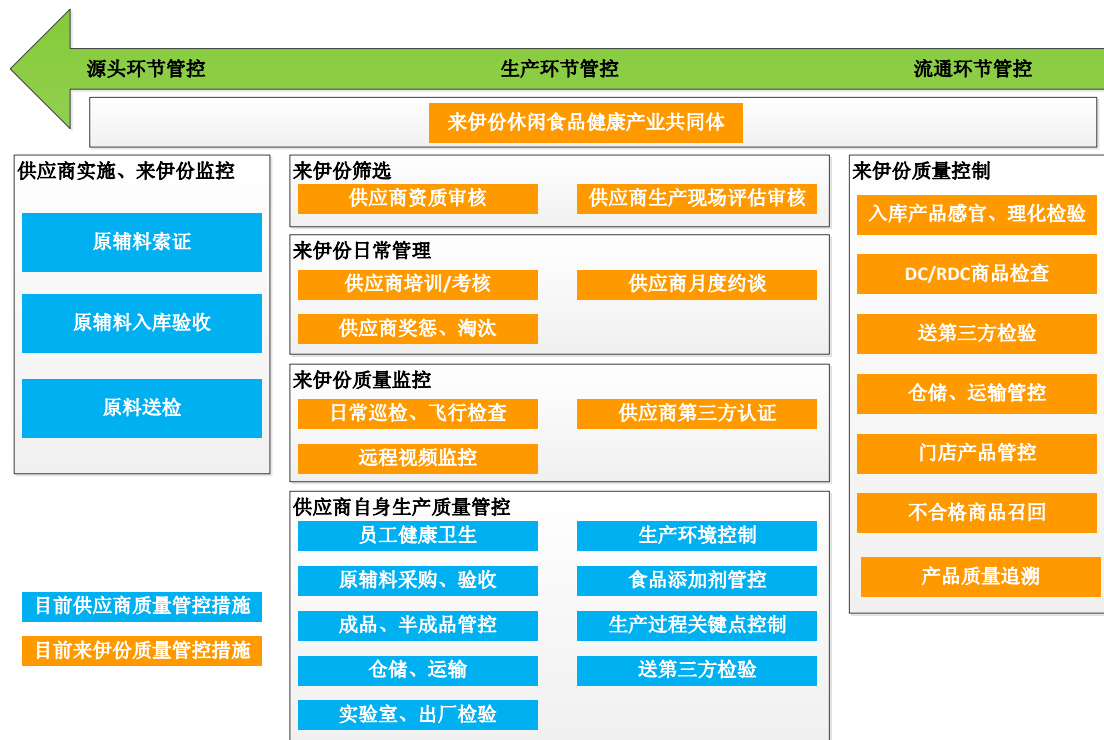 源头环节管控
生产环节管控
流通环节管控
来伊份休闲食品健康产业共同体
供应商实施、来伊份监控
原辅料索证
原辅料入库验收
原料送检
来伊份筛选
供应商资质审核
供应商生产现场评估审核
来伊份日常管理
供应商培训/考核
供应商月度约谈
供应商奖惩、淘汰
来伊份质量监控
日常巡检、飞行检查
供应商第三方认证
远程视频监控
供应商自身生产质量管控
员工健康卫生
生产环境控制
原辅料采购、验收
食品添加剂管控
成品、半成品管控
生产过程关键点控制
仓储、运输
送第三方检验
实验室、出厂检验
来伊份质量控制
入库产品感官、理化检验
DC/RDC商品检查
送第三方检验
仓储、运输管控
门店产品管控
不合格商品召回
产品质量追溯
目前供应商质量管控措施
目前来伊份质量管控措施